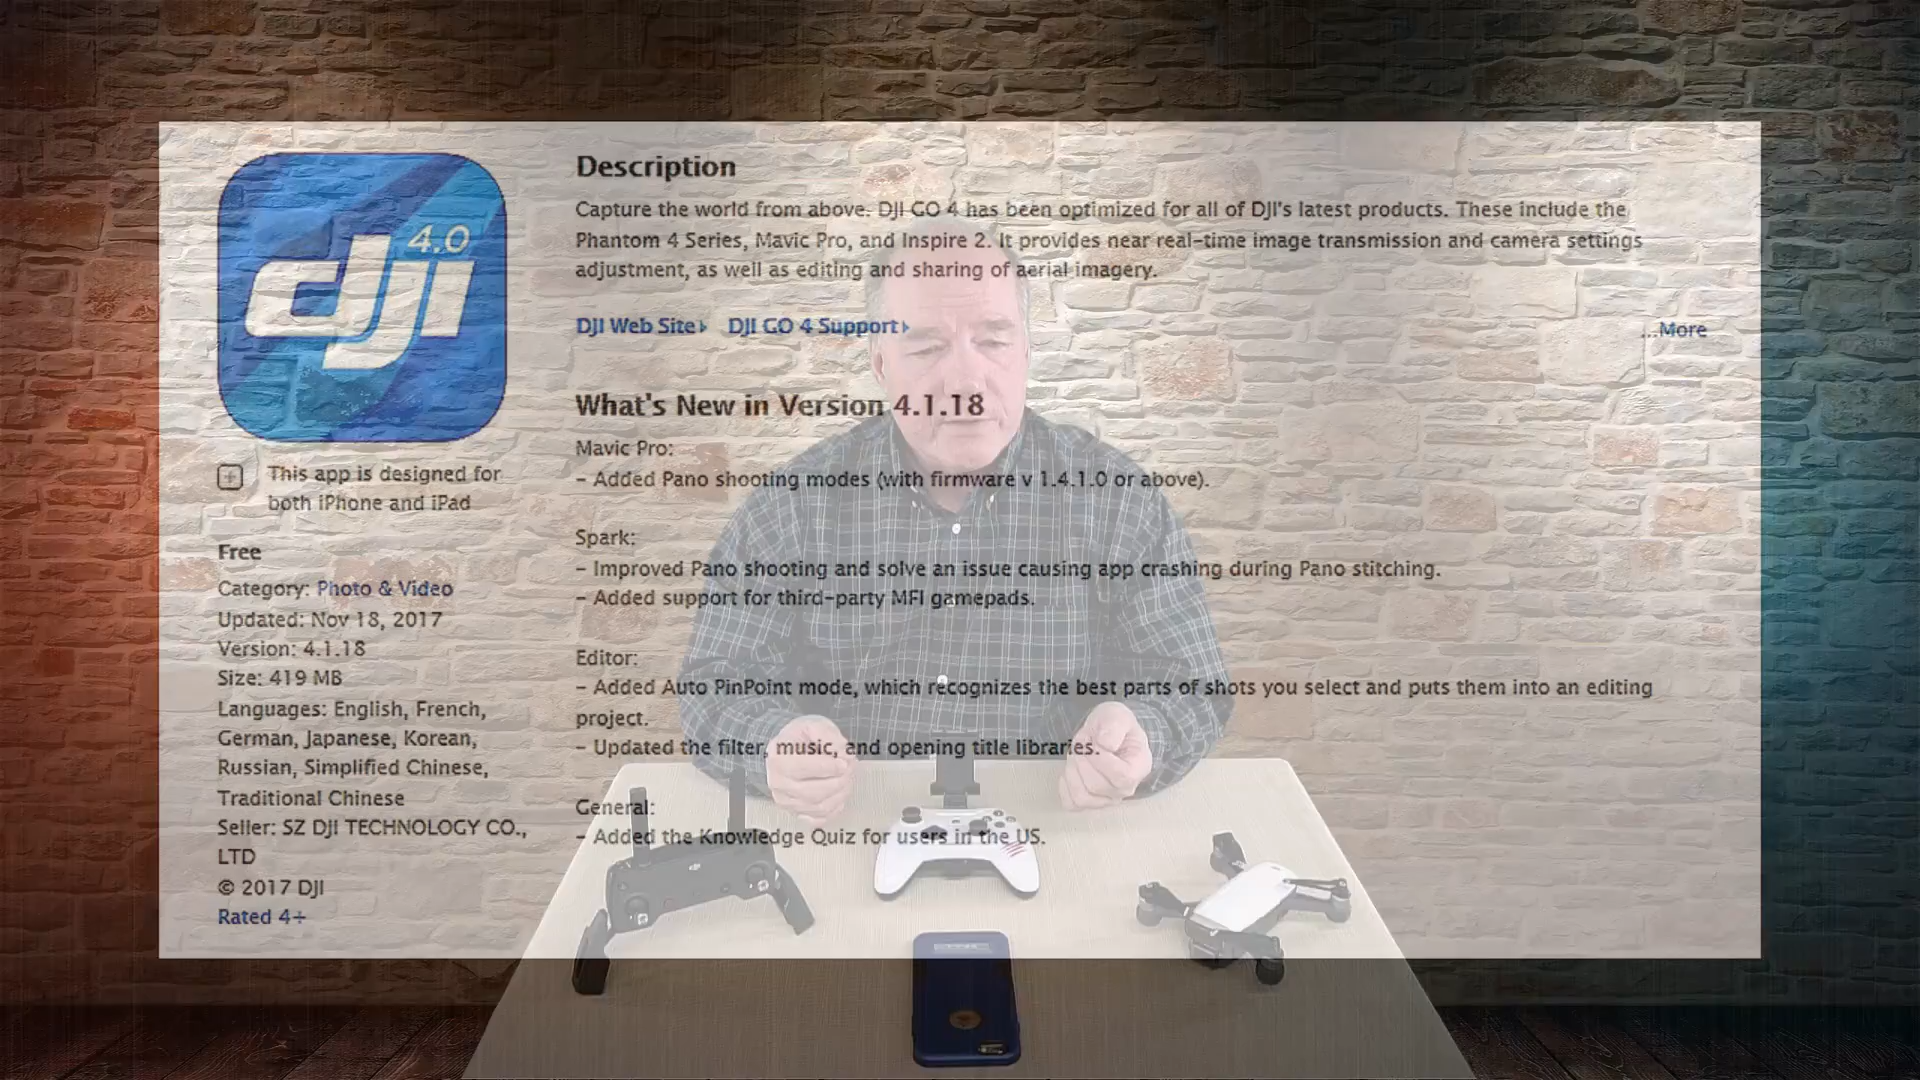 4.0
dji
This app is designed for
both iPhone and iPad
Free
Category: Photo & Video
Updated: Nov 18, 2017
Version: 4.1.18
Size: 419 MB
Languages: English, French,
German, Japanese, Korean,
Russian, Simplified Chinese,
Traditional Chinese
Seller: SZ DJI TECHNOLOGY CO.,
LTD
© 2017 DJI
Rated 4+
Description
Capture the world from above. DJI GO 4 has been optimized for all of DJI's latest products. These include the
Phantom 4 Series, Mavic Pro, and Inspire 2. It provides near real-time image transmission and camera settings
adjustment, as well as editing and sharing of aerial imagery.
DJI Web Site DJI GO 4 Support ...More
What's New in Version 4.1.18
Mavic Pro:
- Added Pano shooting modes (with firmware v 1.4.1.0 or above).
Spark:
- Improved Pano shooting and solve an issue causing app crashing during Pano stitching.
- Added support for third-party MFI gamepads.
Editor:
- Added Auto PinPoint mode, which recognizes the best parts of shots you select and puts them into an editing
project.
- Updated the filter, music, and opening title libraries.
General:
- Added the Knowledge Quiz for users in the US.